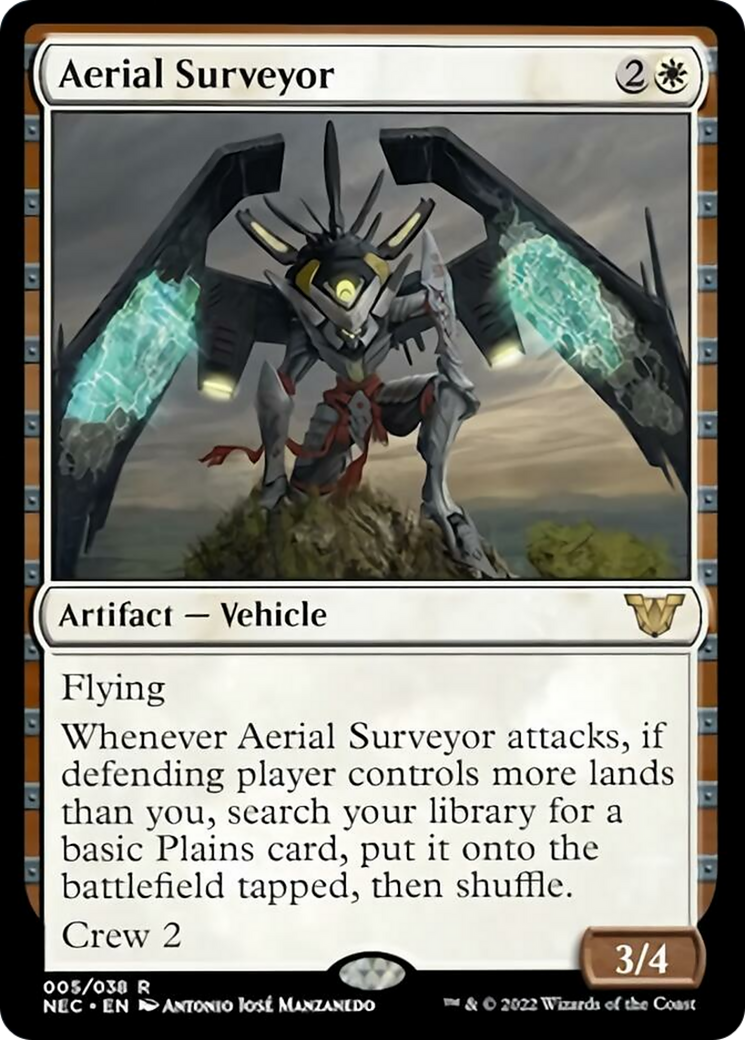 Aerial Surveyor 2
Artifact — Vehicle
Flying
Whenever Aerial Surveyor attacks, if
defending player controls more lands
than you, search your library for a
basic Plains card, put it onto the
battlefield tapped, then shuffle.
Crew 2
3/4
005/038 R
NEC • EN Antonio José Manzanedo
™ & © 2022 Wizards of the Coast